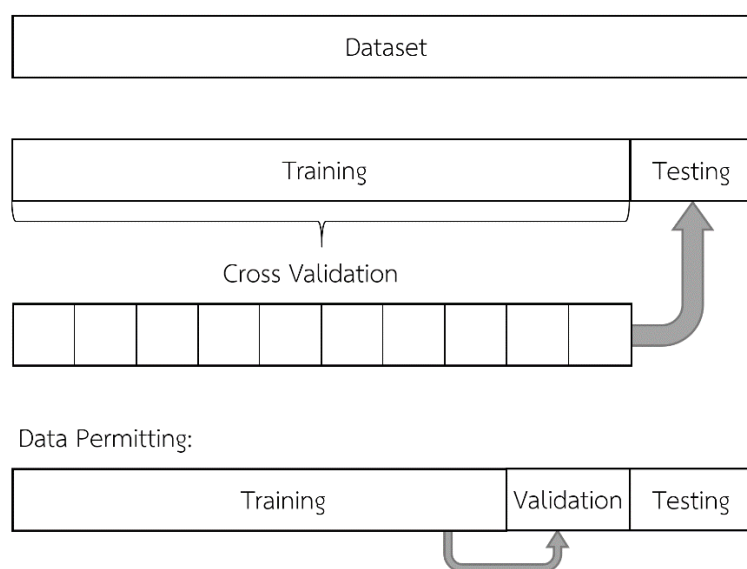 Dataset
Training Testing
Cross Validation
Data Permitting:
Training Validation Testing